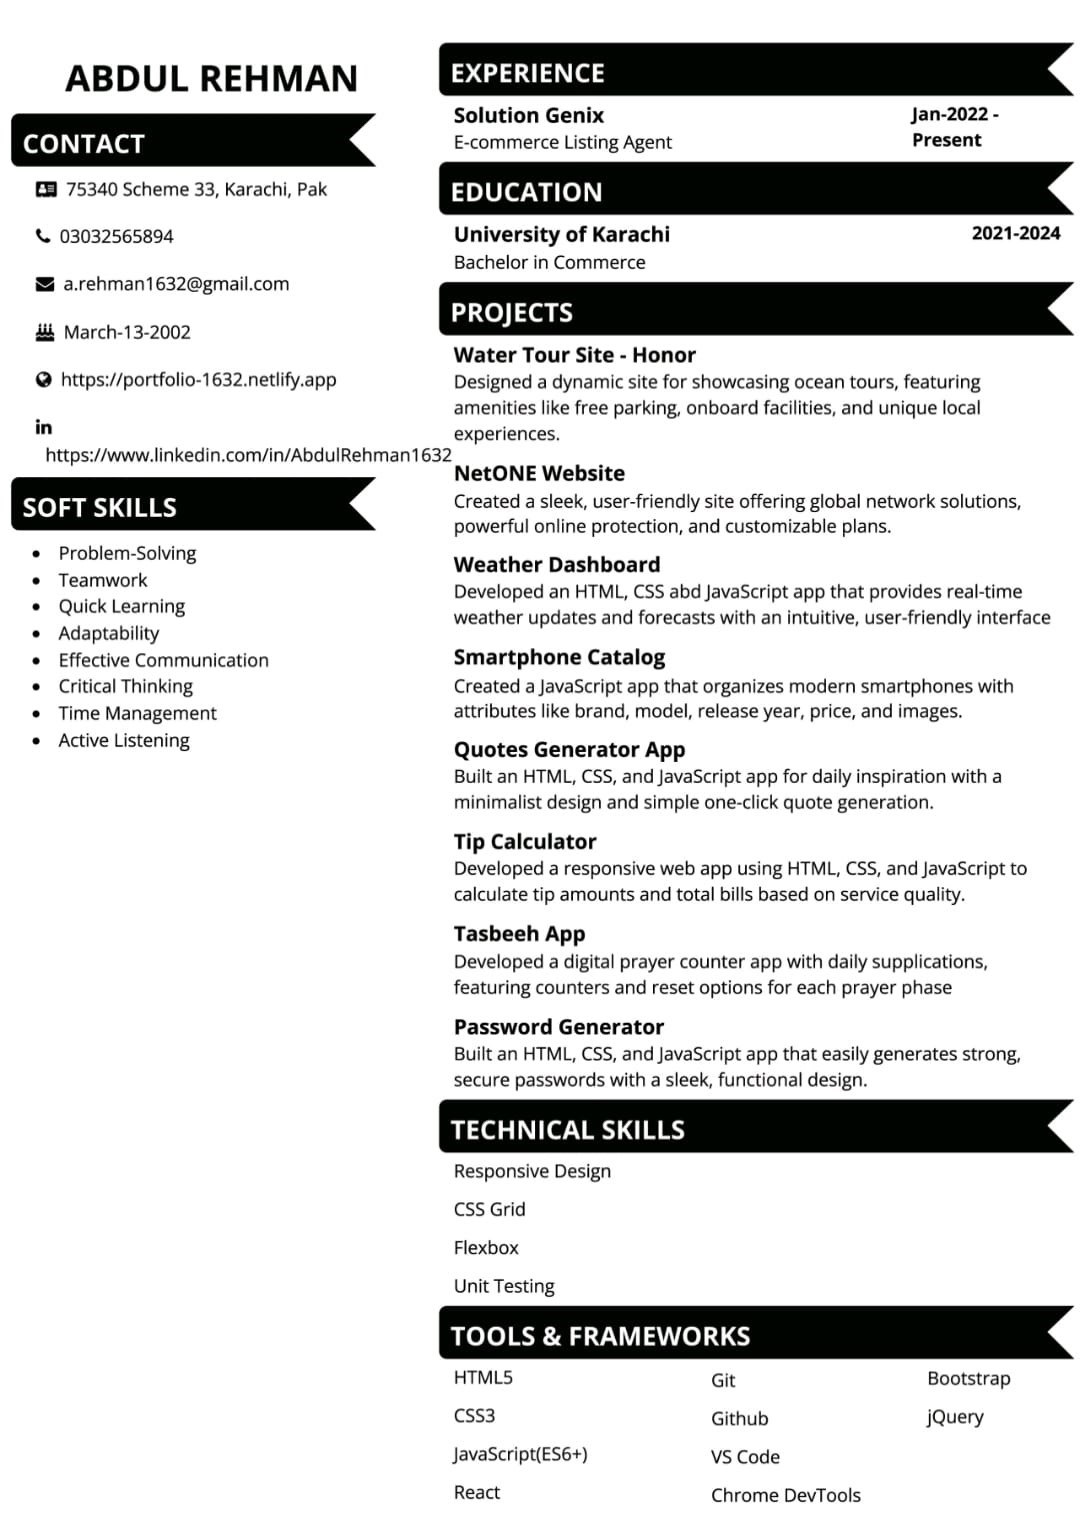 ABDUL REHMAN
CONTACT
75340 Scheme 33, Karachi, Pak
03032565894
a.rehman1632@gmail.com
March-13-2002
https://portfolio-1632.netlify.app
in
https://www.linkedin.com/in/AbdulRehman1632
SOFT SKILLS
• Problem-Solving
• Teamwork
• Quick Learning
• Adaptability
• Effective Communication
• Critical Thinking
• Time Management
• Active Listening
EXPERIENCE
Solution Genix
Jan-2022 -
Present
E-commerce Listing Agent
EDUCATION
University of Karachi
2021-2024
Bachelor in Commerce
PROJECTS
Water Tour Site - Honor
Designed a dynamic site for showcasing ocean tours, featuring
amenities like free parking, onboard facilities, and unique local
experiences.
NetONE Website
Created a sleek, user-friendly site offering global network solutions,
powerful online protection, and customizable plans.
Weather Dashboard
Developed an HTML, CSS abd JavaScript app that provides real-time
weather updates and forecasts with an intuitive, user-friendly interface
Smartphone Catalog
Created a JavaScript app that organizes modern smartphones with
attributes like brand, model, release year, price, and images.
Quotes Generator App
Built an HTML, CSS, and JavaScript app for daily inspiration with a
minimalist design and simple one-click quote generation.
Tip Calculator
Developed a responsive web app using HTML, CSS, and JavaScript to
calculate tip amounts and total bills based on service quality.
Tasbeeh App
Developed a digital prayer counter app with daily supplications,
featuring counters and reset options for each prayer phase
Password Generator
Built an HTML, CSS, and JavaScript app that easily generates strong,
secure passwords with a sleek, functional design.
TECHNICAL SKILLS
Responsive Design
CSS Grid
Flexbox
Unit Testing
TOOLS & FRAMEWORKS
HTML5
CSS3
JavaScript(ES6+)
React
Git
Github
VS Code
Chrome DevTools
Bootstrap
jQuery